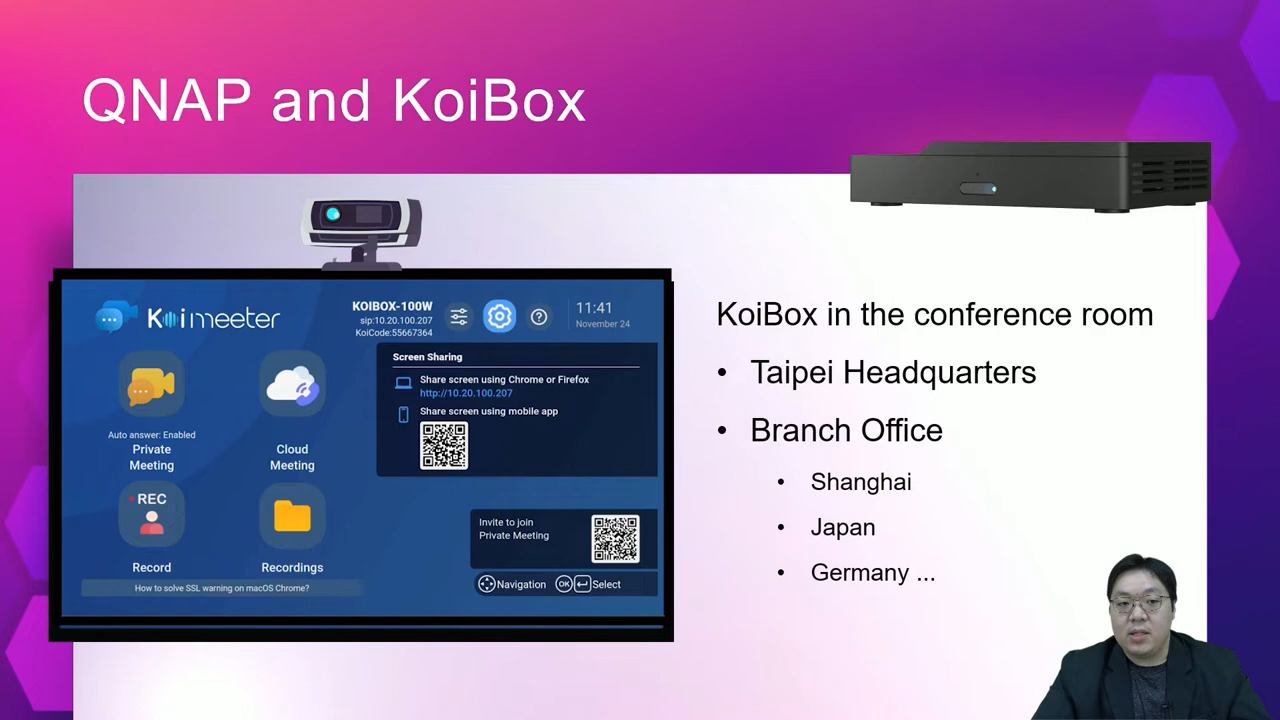 QNAP and KoiBox
Koimeeter
KOIBOX-100W
sip:10.20.100.207
KoiCode:55667364
11:41
November 24
Screen Sharing
Share screen using Chrome or Firefox
http://10.20.100.207
Share screen using mobile app
Auto answer: Enabled
Private
Meeting
Cloud
Meeting
REC
Record
Recordings
Invite to join
Private Meeting
How to solve SSL warning on macOS Chrome?
Navigation OK Select
KoiBox in the conference room
• Taipei Headquarters
• Branch Office
• Shanghai
• Japan
• Germany ...